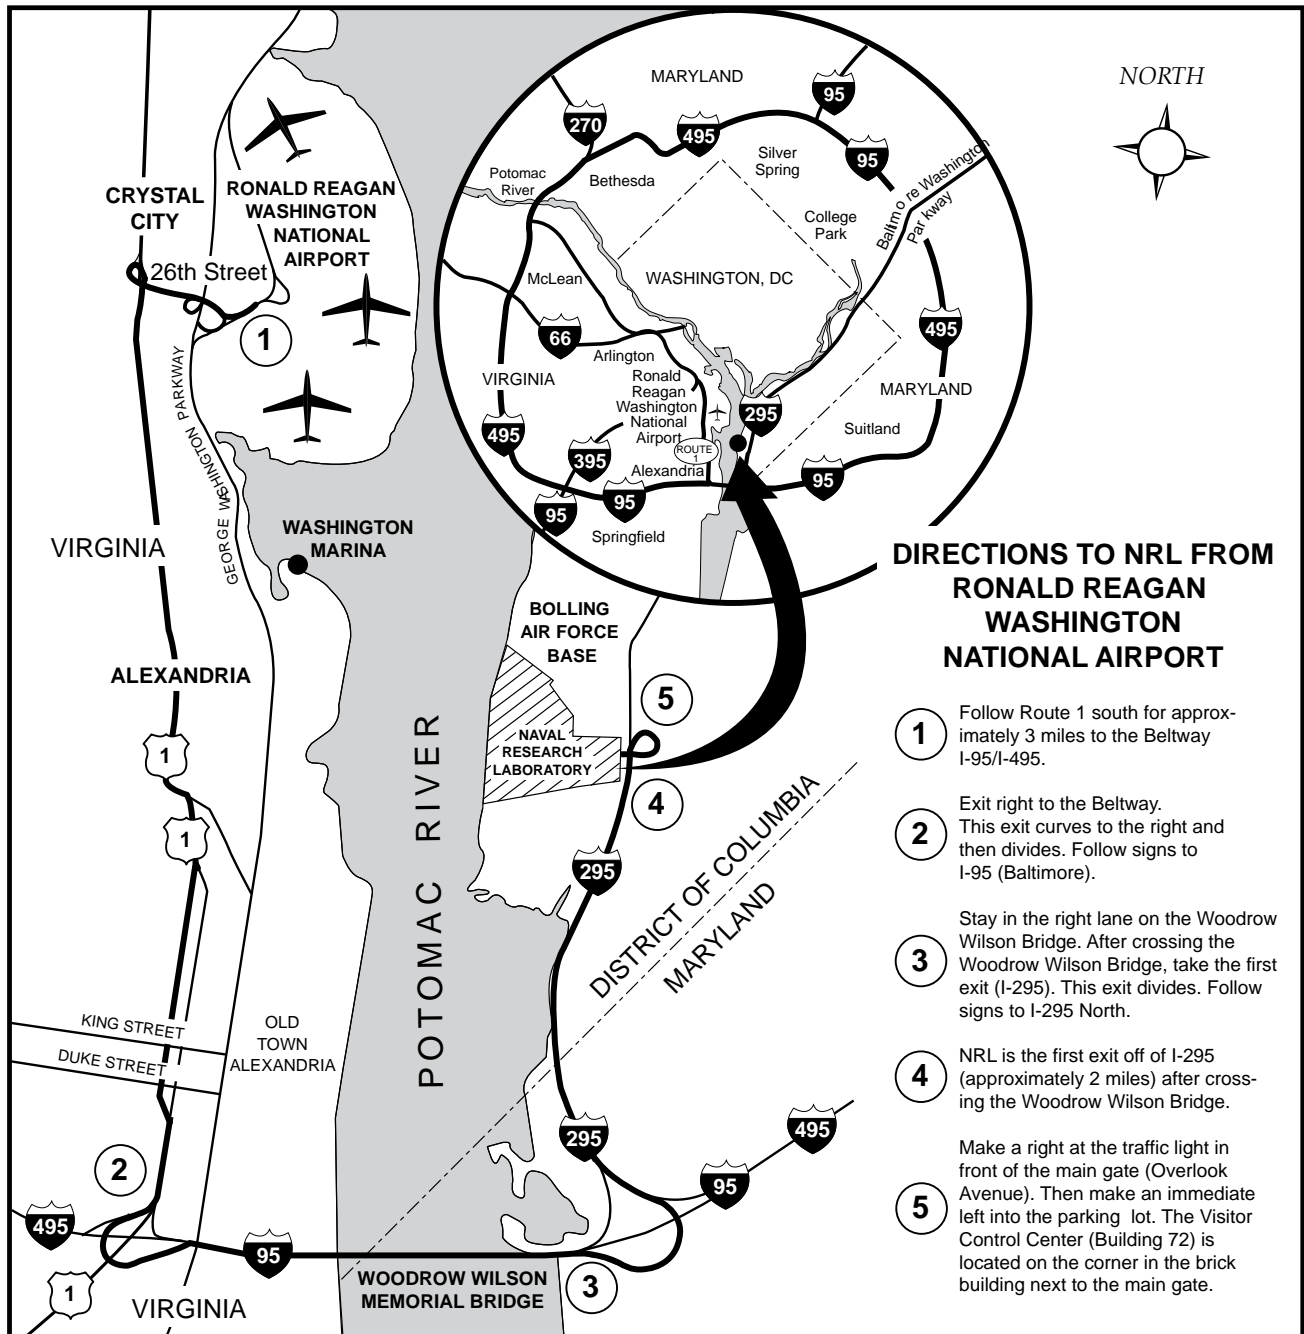 NORTH
MARYLAND
95
270
495
95
Silver
Spring
Potomac
River
Bethesda
Baltimore Washington
Parkway
College
Park
WASHINGTON, DC
McLean
66
495
Arlington
VIRGINIA
Ronald
Reagan
Washington
National
Airport
MARYLAND
295
Suitland
495
395
ROUTE
1
Alexandria
95
95
95
Springfield
CRYSTAL
CITY
RONALD REAGAN
WASHINGTON
NATIONAL
AIRPORT
26th Street
1
GEORGE WASHINGTON PARKWAY
WASHINGTON
MARINA
VIRGINIA
ALEXANDRIA
1
1
BOLLING
AIR FORCE
BASE
5
NAVAL
RESEARCH
LABORATORY
4
POTOMAC RIVER
295
DISTRICT OF COLUMBIA
MARYLAND
KING STREET
DUKE STREET
OLD
TOWN
ALEXANDRIA
2
295
495
95
495
95
1
VIRGINIA
WOODROW WILSON
MEMORIAL BRIDGE
3
DIRECTIONS TO NRL FROM
RONALD REAGAN
WASHINGTON
NATIONAL AIRPORT
1
Follow Route 1 south for approx-
imately 3 miles to the Beltway
I-95/I-495.
2
Exit right to the Beltway.
This exit curves to the right and
then divides. Follow signs to
I-95 (Baltimore).
3
Stay in the right lane on the Woodrow
Wilson Bridge. After crossing the
Woodrow Wilson Bridge, take the first
exit (I-295). This exit divides. Follow
signs to I-295 North.
4
NRL is the first exit off of I-295
(approximately 2 miles) after cross-
ing the Woodrow Wilson Bridge.
5
Make a right at the traffic light in
front of the main gate (Overlook
Avenue). Then make an immediate
left into the parking lot. The Visitor
Control Center (Building 72) is
located on the corner in the brick
building next to the main gate.